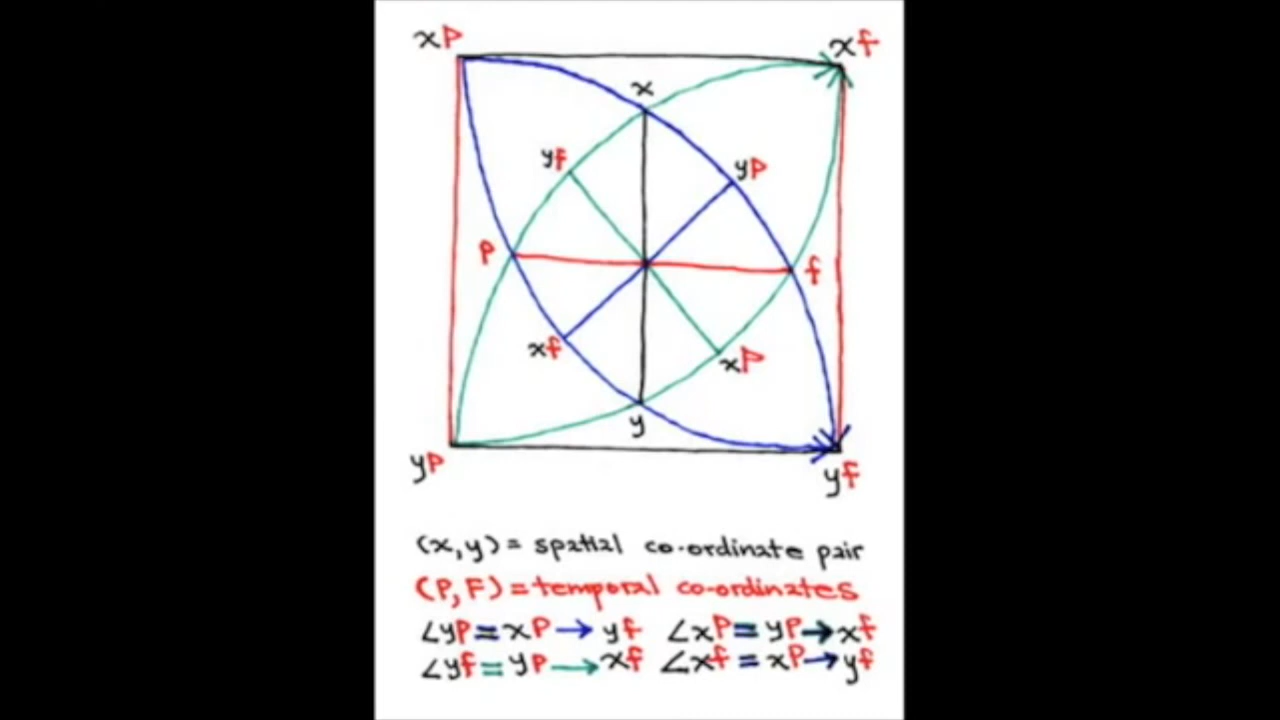 xP xf
x
yf yP
P f
xf xP
y
yP yf
(x,y) = spatial co-ordinate pair
(P,F) = temporal co-ordinates
∠yP = xP → yf ∠xP = yP → xf
∠yf = yP → xf ∠xf = xP → yf